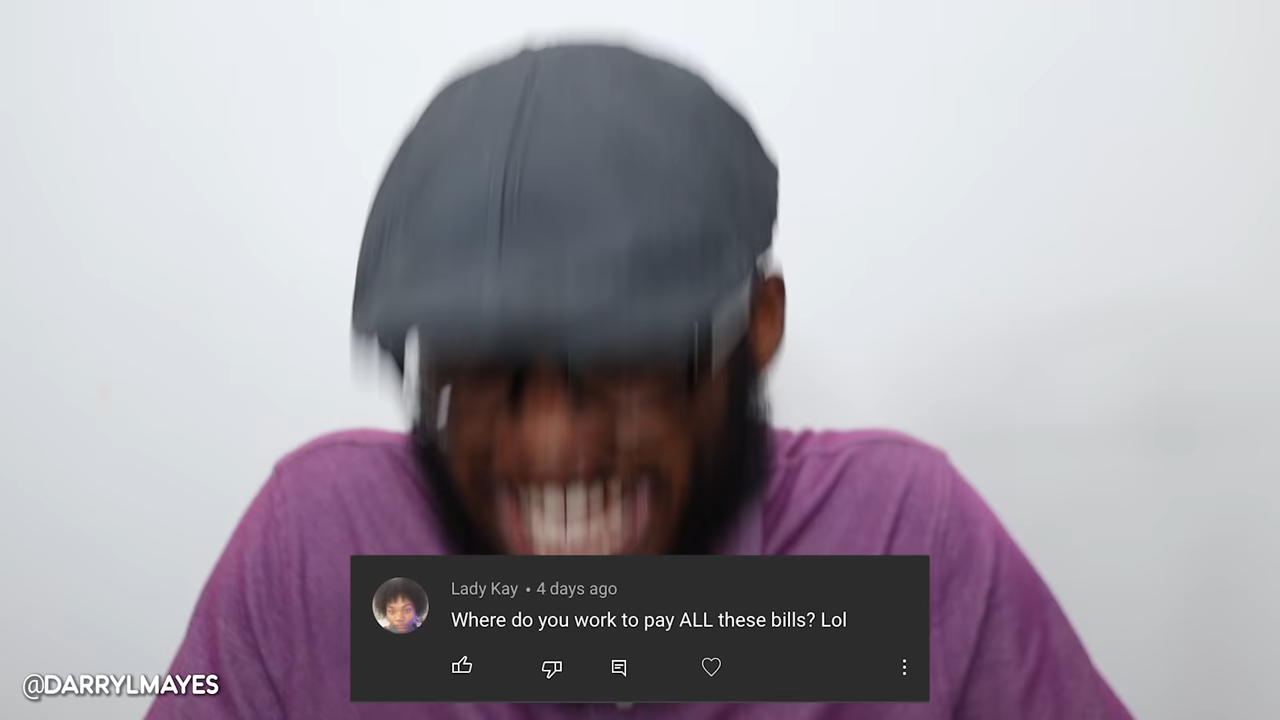 Lady Kay • 4 days ago
Where do you work to pay ALL these bills? Lol
@DARRYLMAYES